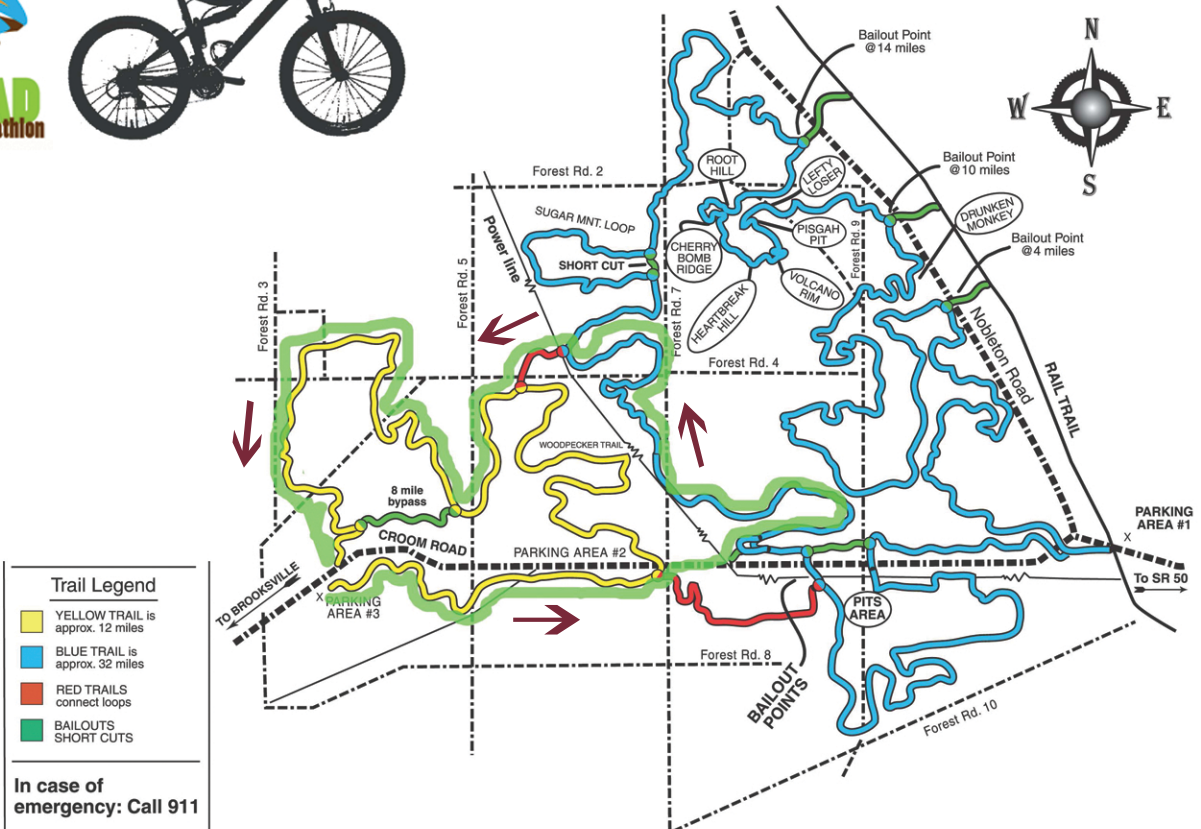 AD
athlon
N
W
E
S
Bailout Point
@14 miles
Bailout Point
@10 miles
DRUNKEN
MONKEY
Bailout Point
@4 miles
ROOT
HILL
LEFTY
LOSER
Forest Rd. 2
SUGAR MNT. LOOP
Power line
SHORT CUT
CHERRY
BOMB
RIDGE
PISGAH
PIT
Forest Rd. 9
HEARTBREAK
HILL
VOLCANO
RIM
Forest Rd. 3
Forest Rd. 5
Forest Rd. 7
Forest Rd. 4
Nobleton Road
RAIL TRAIL
WOODPECKER TRAIL
8 mile
bypass
CROOM ROAD
PARKING AREA #2
PARKING
AREA #1
X
TO BROOKSVILLE
X
PARKING
AREA #3
To SR 50
PITS
AREA
Forest Rd. 8
BAILOUT
POINTS
Forest Rd. 10
Trail Legend
YELLOW TRAIL is
approx. 12 miles
BLUE TRAIL is
approx. 32 miles
RED TRAILS
connect loops
BAILOUTS
SHORT CUTS
In case of
emergency: Call 911